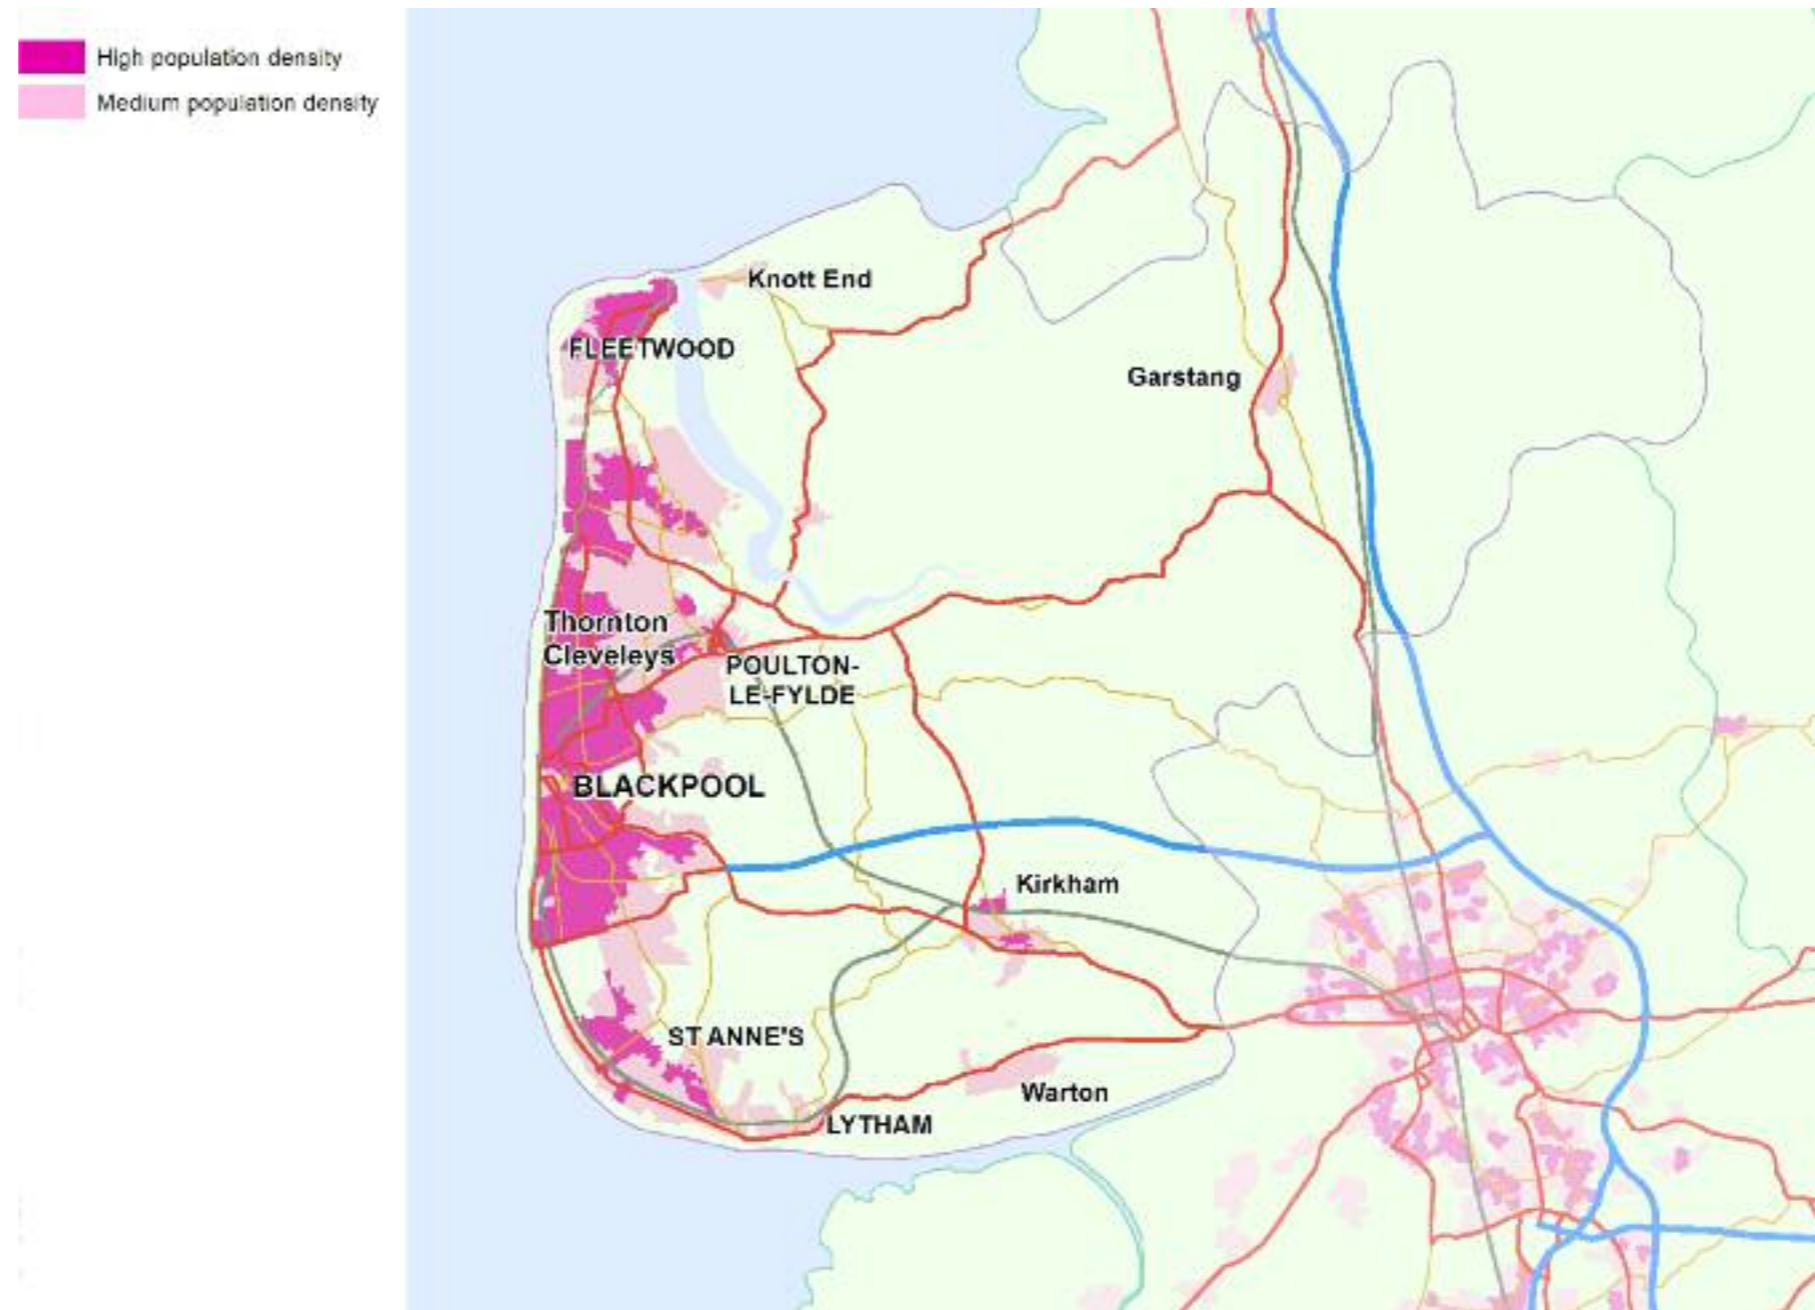 High population density
Medium population density
Knott End
FLEETWOOD
Garstang
Thornton
Cleveleys
POULTON-
LE-FYLDE
BLACKPOOL
Kirkham
ST ANNE'S
Warton
LYTHAM